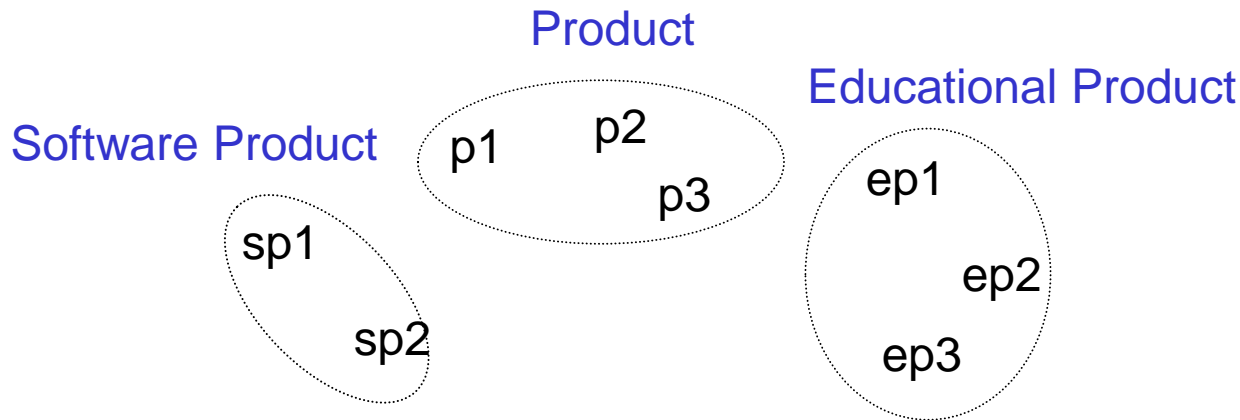 Product
Educational Product
Software Product
p1
p2
p3
ep1
sp1
ep2
sp2
ep3